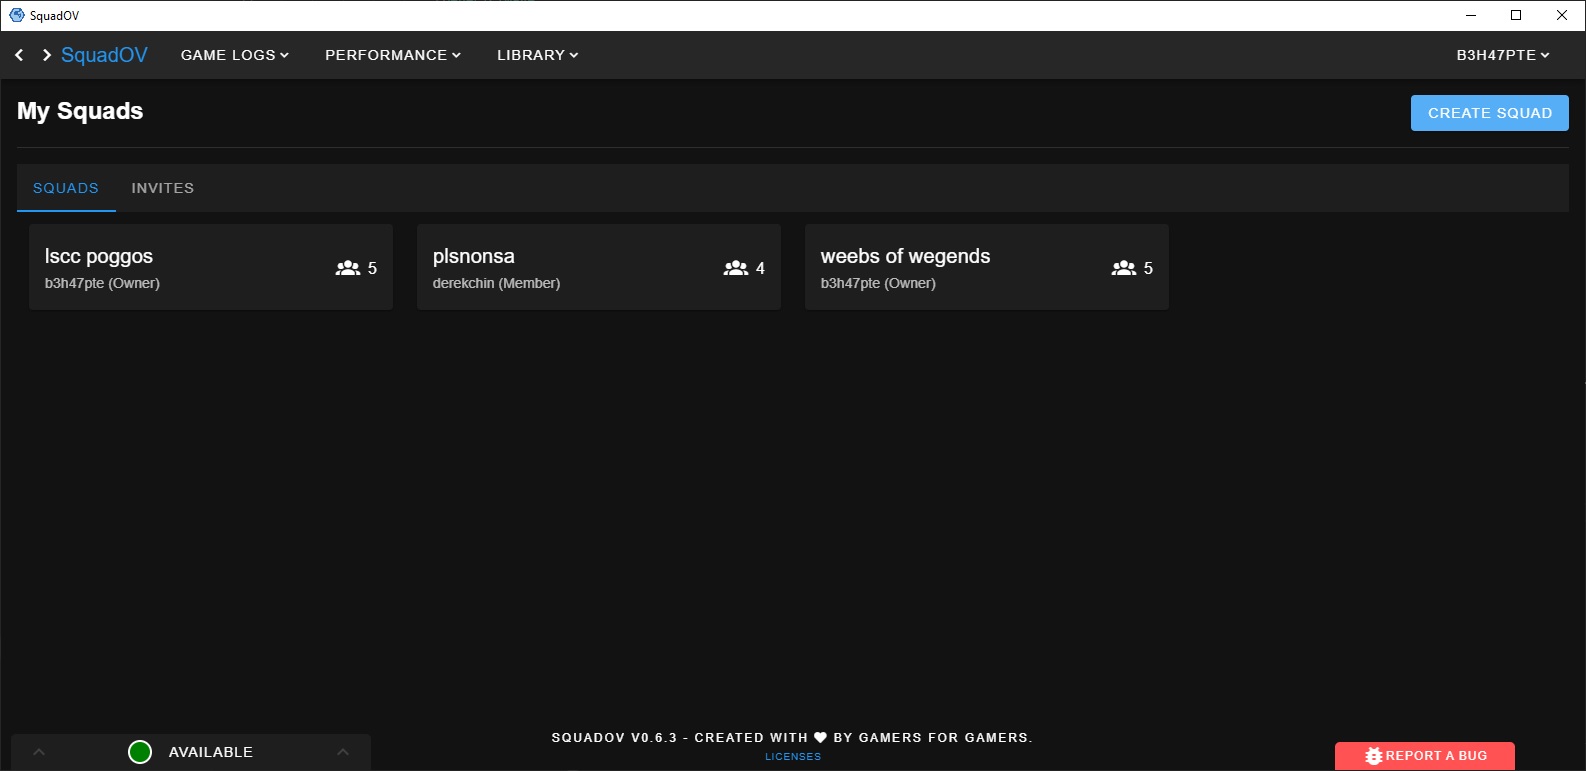 SquadOV
SquadOV GAME LOGS PERFORMANCE LIBRARY B3H47PTE
My Squads
CREATE SQUAD
SQUADS INVITES
lscc poggos
b3h47pte (Owner)
5
plsnonsa
derekchin (Member)
4
weebs of wegends
b3h47pte (Owner)
5
AVAILABLE
SQUADOV V0.6.3 - CREATED WITH ♥ BY GAMERS FOR GAMERS.
LICENSES
REPORT A BUG